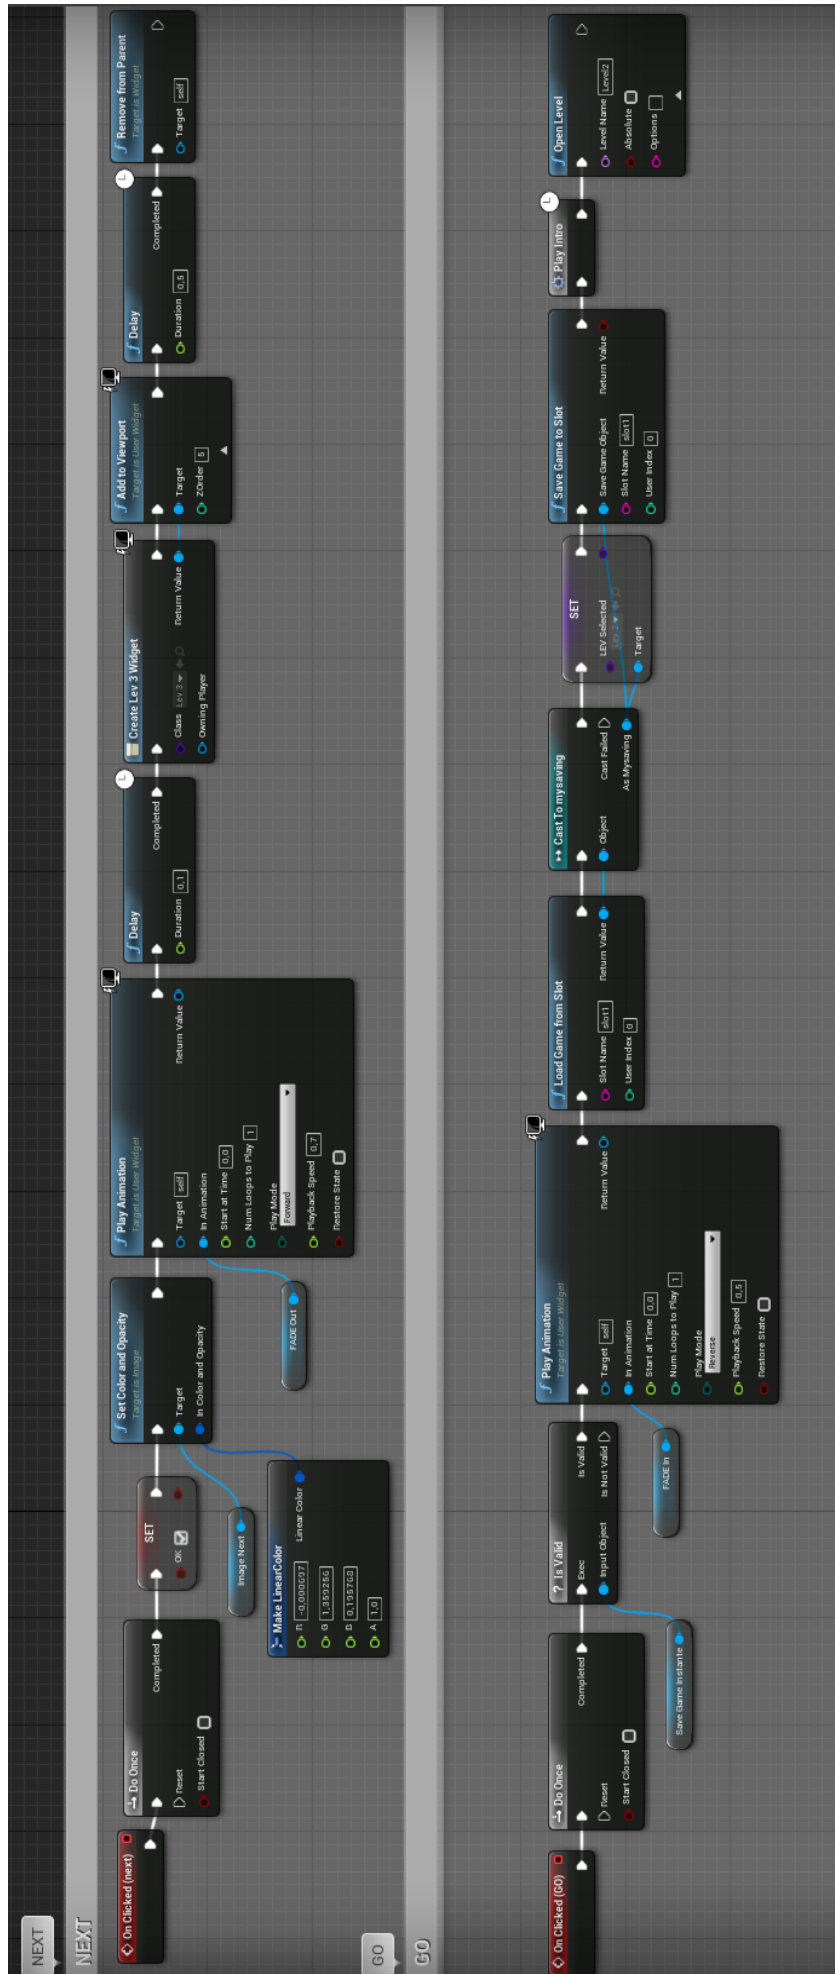 NEXT
NEXT
On Clicked (next)
Do Once
Completed
Reset
Start Closed
SET
OK
Image Next
Set Color and Opacity
Target is Image
Target
In Color and Opacity
Make LinearColor
R -0,000697
Linear Color
G 1,359256
B 0,195768
A 1,0
Play Animation
Target is User Widget
Target self
Return Value
In Animation
Start at Time 0,0
Num Loops to Play 1
Play Mode
Forward
Playback Speed 0,7
Restore State
FADE Out
Delay
Completed
Duration 0,1
Create Lev 3 Widget
Class Lev 3
Return Value
Owning Player
Add to Viewport
Target is User Widget
Target
ZOrder 5
Delay
Completed
Duration 0,5
Remove from Parent
Target is Widget
Target self
GO
GO
On Clicked (GO)
Do Once
Completed
Reset
Start Closed
Save Game Instante
? Is Valid
Exec
Is Valid
Input Object
Is Not Valid
FADE In
Play Animation
Target is User Widget
Target self
Return Value
In Animation
Start at Time 0,0
Num Loops to Play 1
Play Mode
Reverse
Playback Speed 0,5
Restore State
Load Game from Slot
Slot Name slot1
Return Value
User Index 0
Cast To mysaving
Object
Cast Failed
As Mysaving
SET
LEV Selected
Lev 2
Target
Save Game to Slot
Save Game Object
Return Value
Slot Name slot1
User Index 0
Play Intro
Open Level
Level Name Level2
Absolute
Options